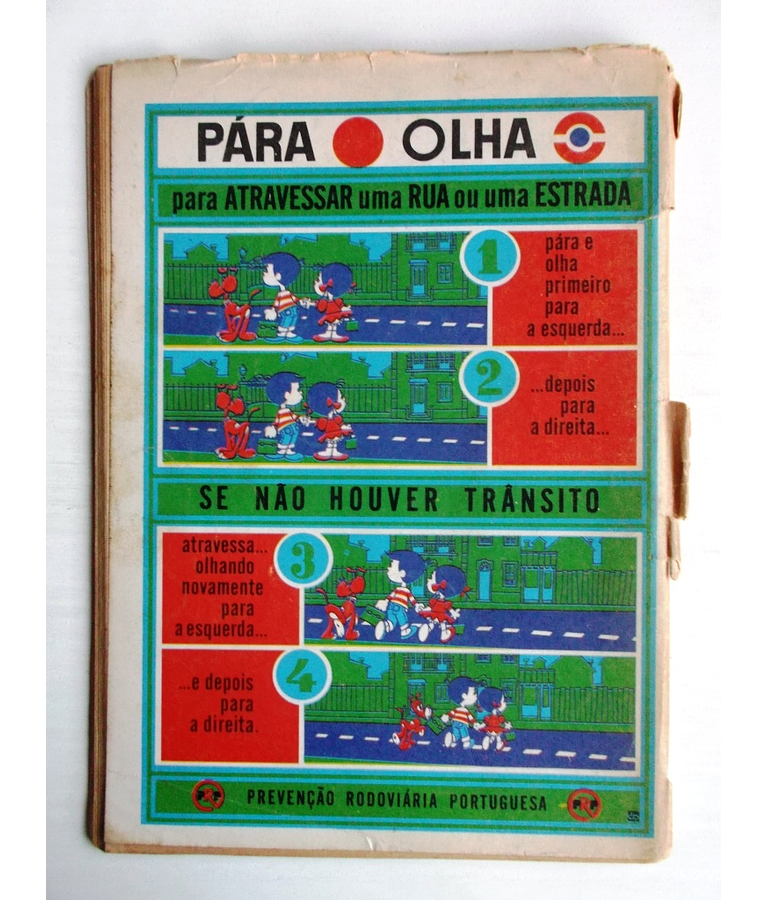 PÁRA OLHA
para ATRAVESSAR uma RUA ou uma ESTRADA
1
pára e
olha
primeiro
para
a esquerda...
2
...depois
para
a direita...
SE NÃO HOUVER TRÂNSITO
3
atravessa...
olhando
novamente
para
a esquerda...
4
...e depois
para
a direita.
PRP PREVENÇÃO RODOVIÁRIA PORTUGUESA PRP